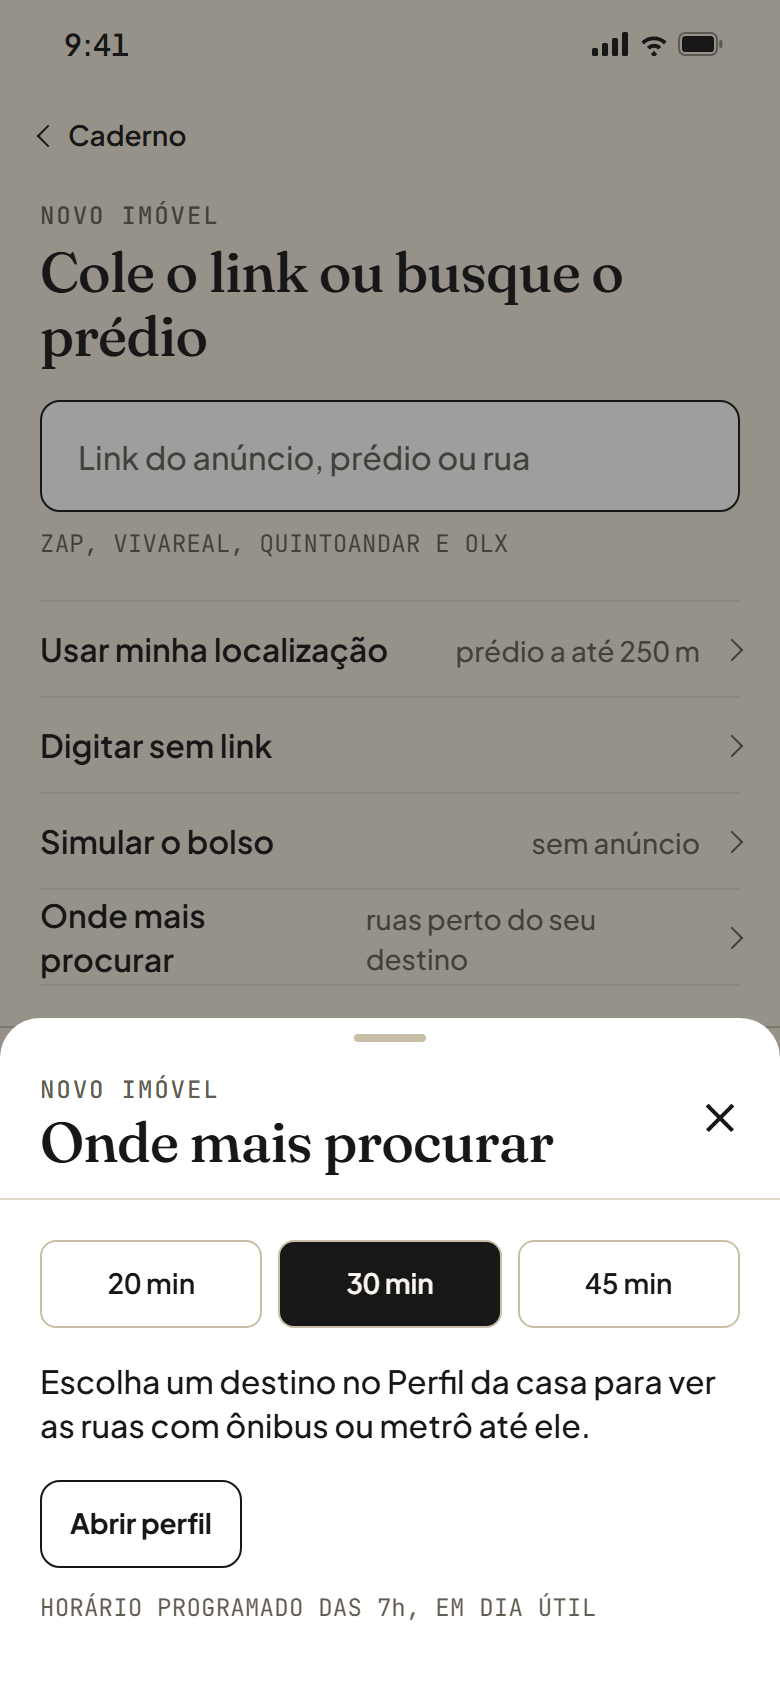 9:41
Caderno
NOVO IMÓVEL
Cole o link ou busque o
prédio
Link do anúncio, prédio ou rua
ZAP, VIVAREAL, QUINTOANDAR E OLX
Usar minha localização prédio a até 250 m
Digitar sem link
Simular o bolso sem anúncio
Onde mais
procurar
ruas perto do seu
destino
NOVO IMÓVEL
Onde mais procurar
20 min 30 min 45 min
Escolha um destino no Perfil da casa para ver
as ruas com ônibus ou metrô até ele.
Abrir perfil
HORÁRIO PROGRAMADO DAS 7h, EM DIA ÚTIL